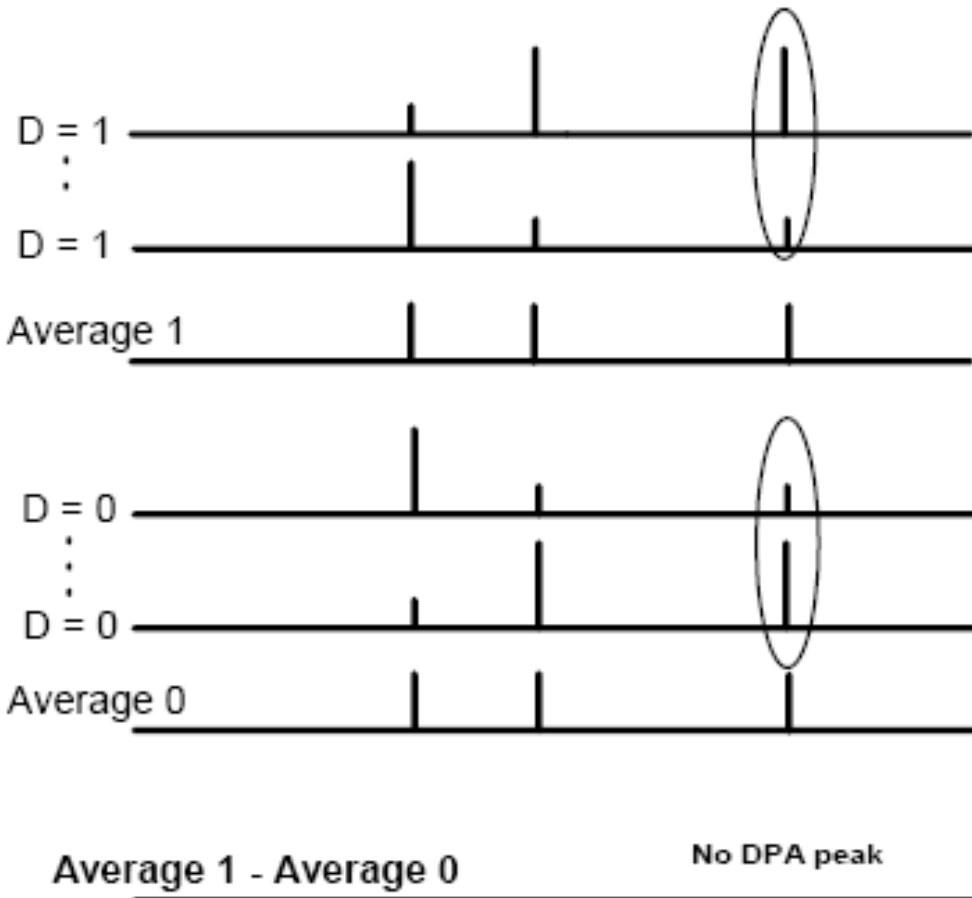 D = 1
D = 1
Average 1
D = 0
D = 0
Average 0
No DPA peak
Average 1 - Average 0